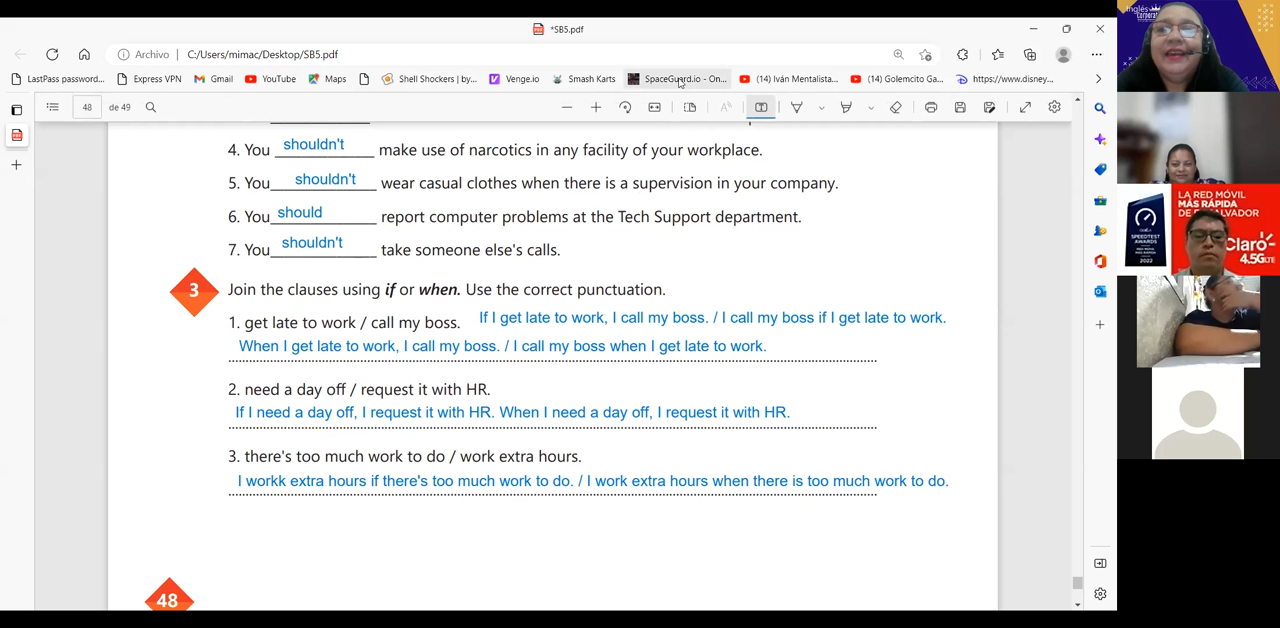 *SB5.pdf
Archivo | C:/Users/mimac/Desktop/SB5.pdf
LastPass password... Express VPN Gmail YouTube Maps Shell Shockers | by... Venge.io Smash Karts SpaceGuard.io - On... (14) Iván Mentalista... (14) Golemcito Ga... https://www.disney...
48 de 49
4. You shouldn't make use of narcotics in any facility of your workplace.
5. You shouldn't wear casual clothes when there is a supervision in your company.
6. You should report computer problems at the Tech Support department.
7. You shouldn't take someone else's calls.
3 Join the clauses using if or when. Use the correct punctuation.
1. get late to work / call my boss. If I get late to work, I call my boss. / I call my boss if I get late to work.
When I get late to work, I call my boss. / I call my boss when I get late to work.
2. need a day off / request it with HR.
If I need a day off, I request it with HR. When I need a day off, I request it with HR.
3. there's too much work to do / work extra hours.
I workk extra hours if there's too much work to do. / I work extra hours when there is too much work to do.
48
Inglés
Corporat
LA RED MÓVIL
MÁS RÁPIDA
DE SALVADOR
SPEEDTEST
AWARDS
2022
Claro
4.5G LTE